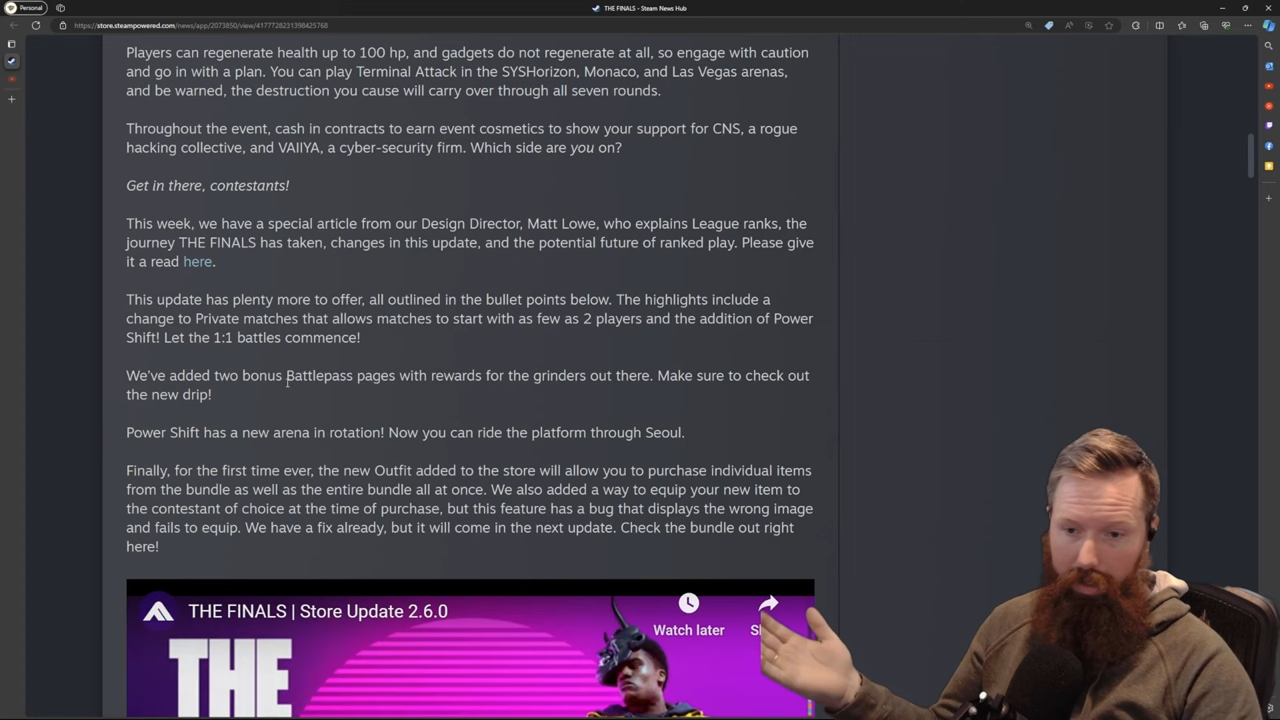 Personal
THE FINALS - Steam News Hub
https://store.steampowered.com/news/app/2073850/view/4177728231398425768
Players can regenerate health up to 100 hp, and gadgets do not regenerate at all, so engage with caution
and go in with a plan. You can play Terminal Attack in the SYSHorizon, Monaco, and Las Vegas arenas,
and be warned, the destruction you cause will carry over through all seven rounds.
Throughout the event, cash in contracts to earn event cosmetics to show your support for CNS, a rogue
hacking collective, and VAIIYA, a cyber-security firm. Which side are you on?
Get in there, contestants!
This week, we have a special article from our Design Director, Matt Lowe, who explains League ranks, the
journey THE FINALS has taken, changes in this update, and the potential future of ranked play. Please give
it a read here.
This update has plenty more to offer, all outlined in the bullet points below. The highlights include a
change to Private matches that allows matches to start with as few as 2 players and the addition of Power
Shift! Let the 1:1 battles commence!
We've added two bonus Battlepass pages with rewards for the grinders out there. Make sure to check out
the new drip!
Power Shift has a new arena in rotation! Now you can ride the platform through Seoul.
Finally, for the first time ever, the new Outfit added to the store will allow you to purchase individual items
from the bundle as well as the entire bundle all at once. We also added a way to equip your new item to
the contestant of choice at the time of purchase, but this feature has a bug that displays the wrong image
and fails to equip. We have a fix already, but it will come in the next update. Check the bundle out right
here!
THE FINALS | Store Update 2.6.0
Watch later
THE